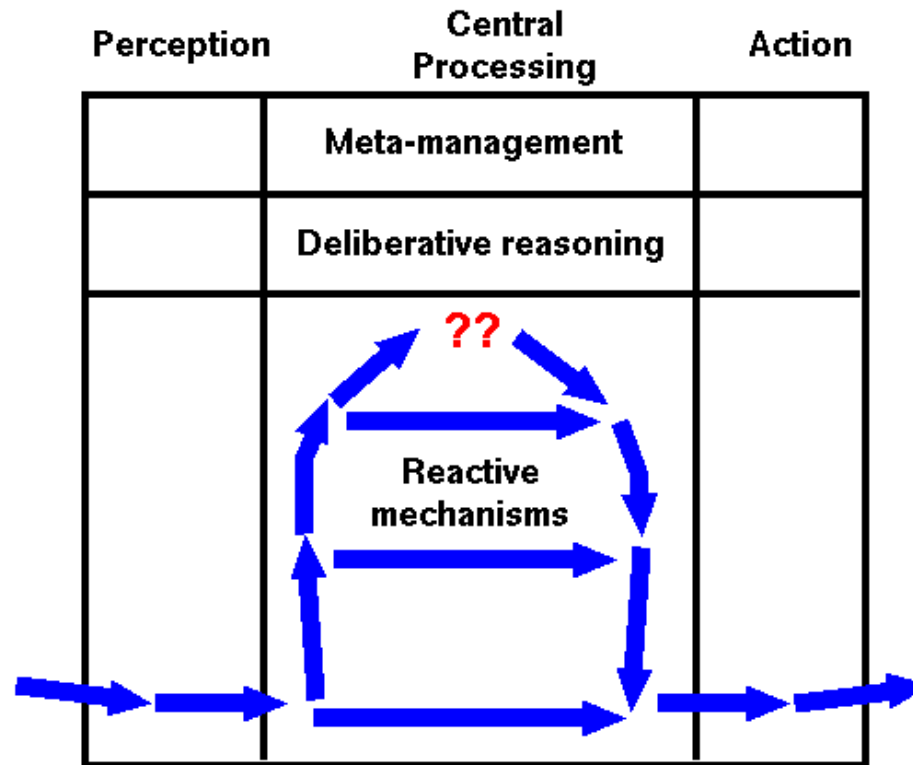 Perception
Central
Processing
Action
Meta-management
Deliberative reasoning
??
Reactive
mechanisms